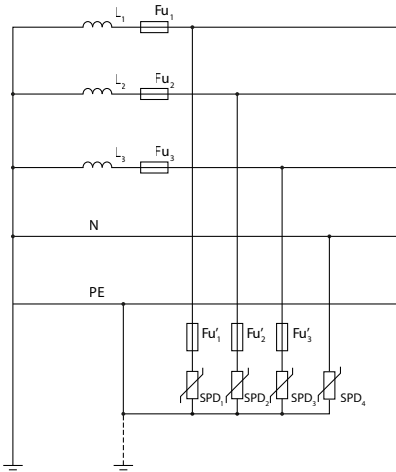 L₁ Fu₁
L₂ Fu₂
L₃ Fu₃
N
PE
Fu'₁ Fu'₂ Fu'₃
SPD₁ SPD₂ SPD₃ SPD₄